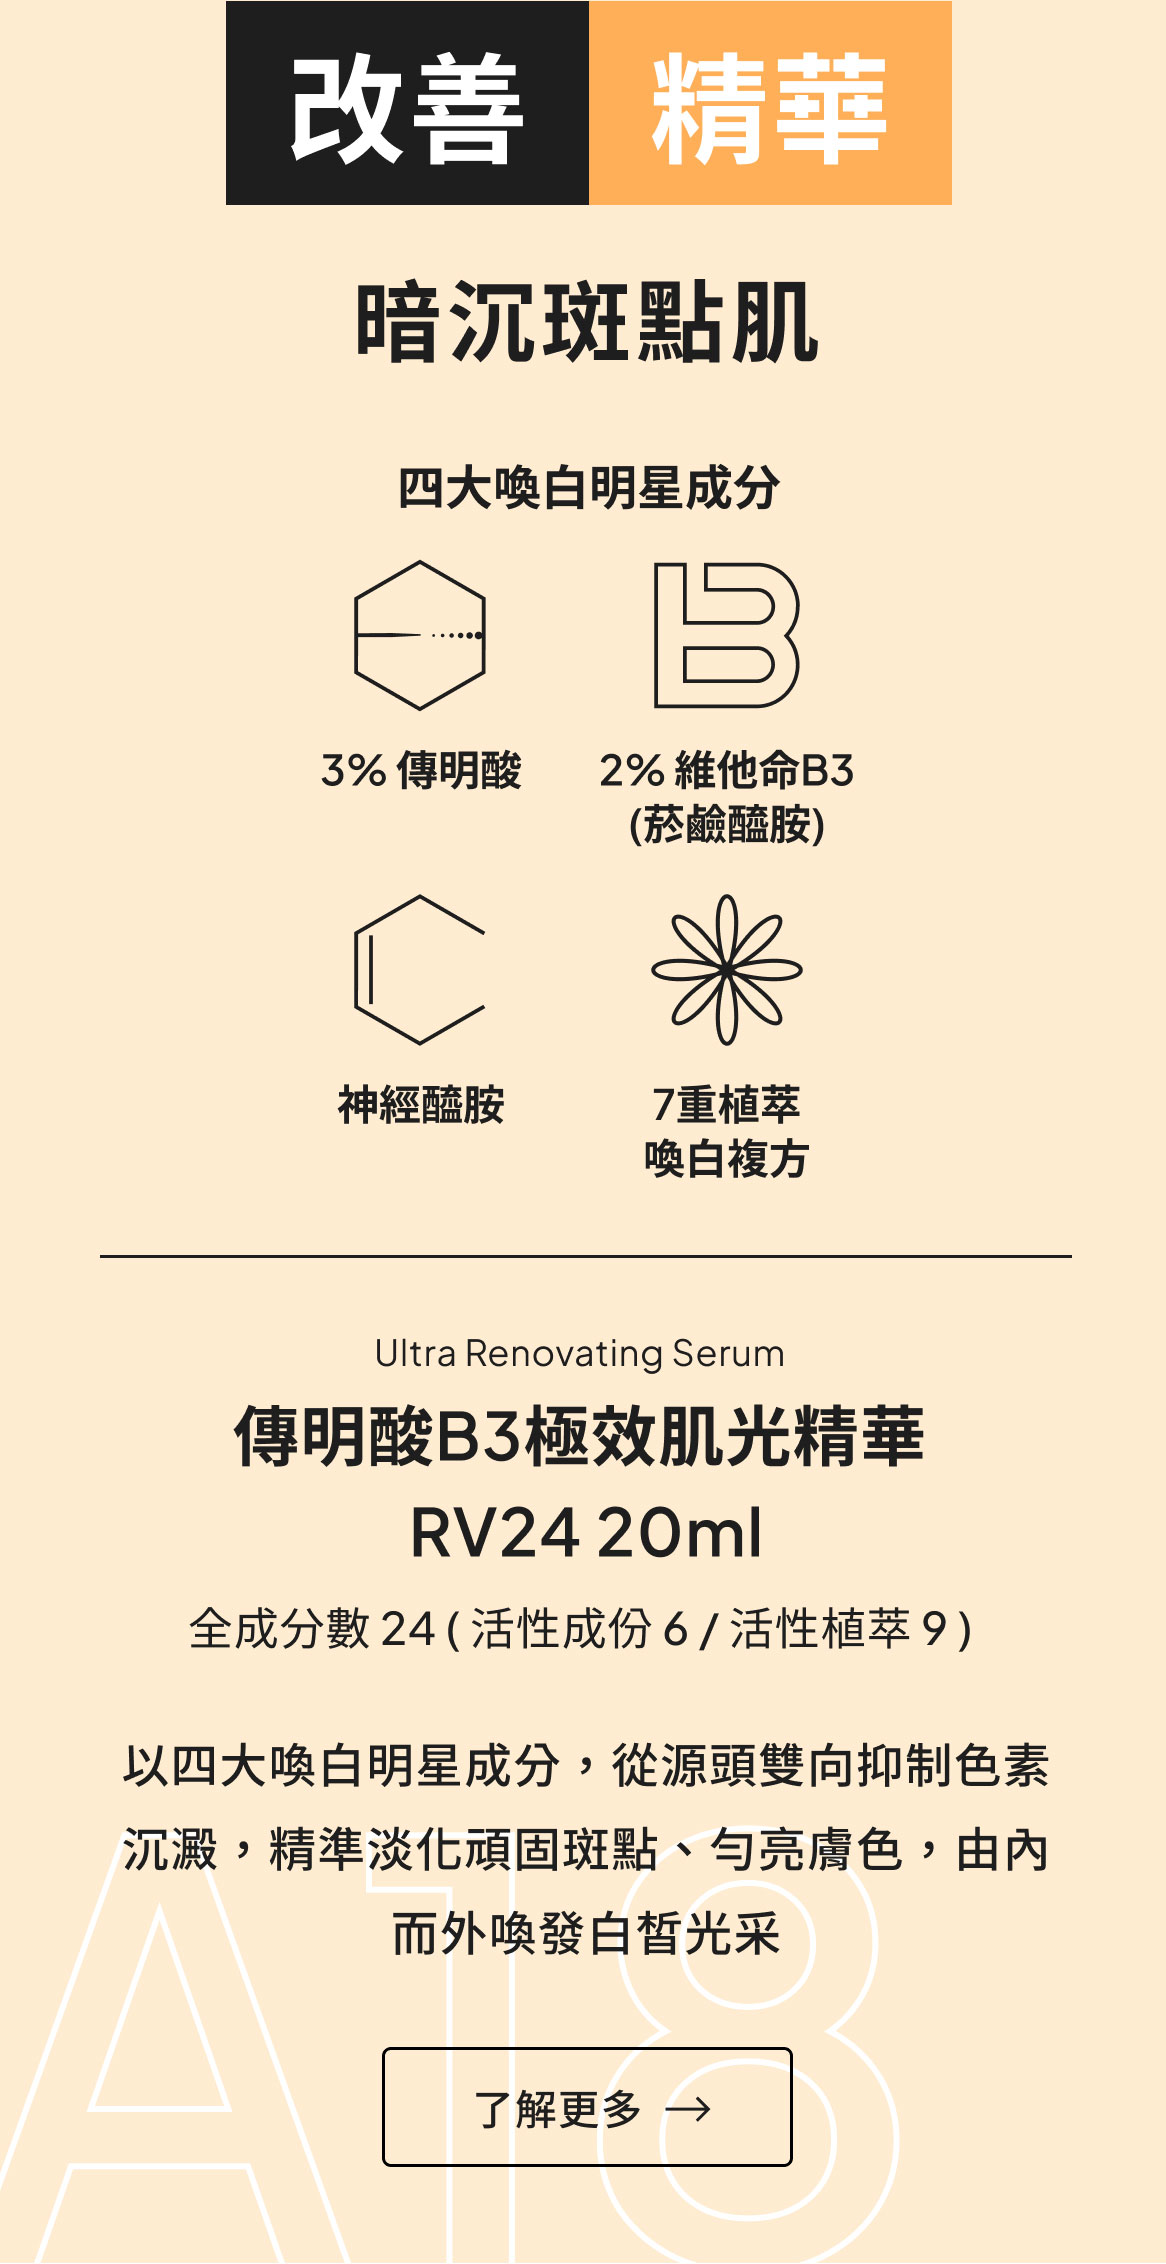 改善 精華
暗沉斑點肌
四大喚白明星成分
3% 傳明酸
2% 維他命B3
(菸鹼醯胺)
神經醯胺
7重植萃
喚白複方
Ultra Renovating Serum
傳明酸B3極效肌光精華
RV24 20ml
全成分數 24 ( 活性成份 6 / 活性植萃 9 )
以四大喚白明星成分，從源頭雙向抑制色素
沉澱，精準淡化頑固斑點、勻亮膚色，由內
而外喚發白皙光采
A18
了解更多 →